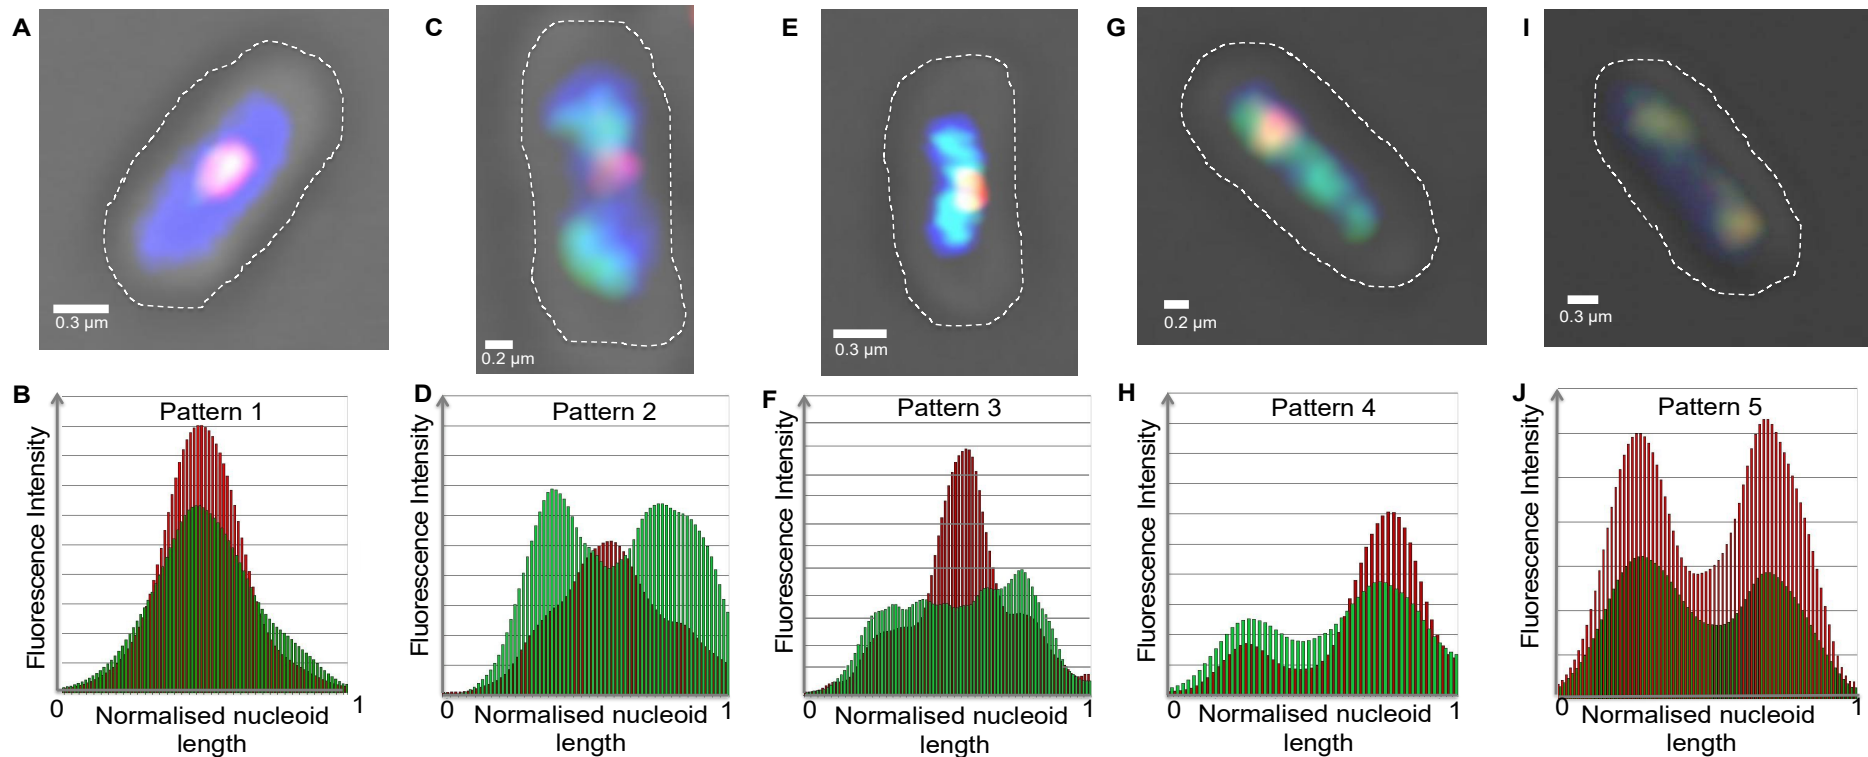 A
C
E
G
I
0.3 µm
0.2 µm
0.3 µm
0.2 µm
0.3 µm
B
Pattern 1
Fluorescence Intensity
0
1
Normalised nucleoid
length
D
Pattern 2
Fluorescence Intensity
0
1
Normalised nucleoid
length
F
Pattern 3
Fluorescence Intensity
0
1
Normalised nucleoid
length
H
Pattern 4
Fluorescence Intensity
0
1
Normalised nucleoid
length
J
Pattern 5
Fluorescence Intensity
0
1
Normalised nucleoid
length